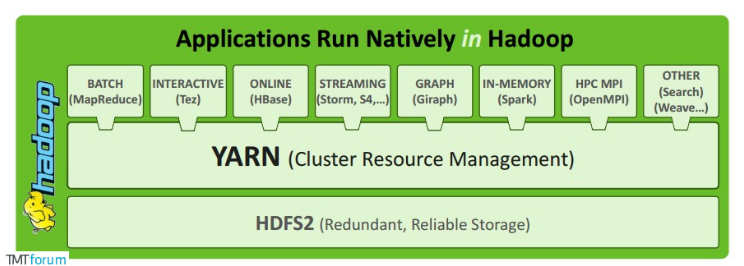 Applications Run Natively in Hadoop
hadoop
BATCH
(MapReduce)
INTERACTIVE
(Tez)
ONLINE
(HBase)
STREAMING
(Storm, S4,...)
GRAPH
(Giraph)
IN-MEMORY
(Spark)
HPC MPI
(OpenMPI)
OTHER
(Search)
(Weave...)
YARN (Cluster Resource Management)
HDFS2 (Redundant, Reliable Storage)
TMTforum